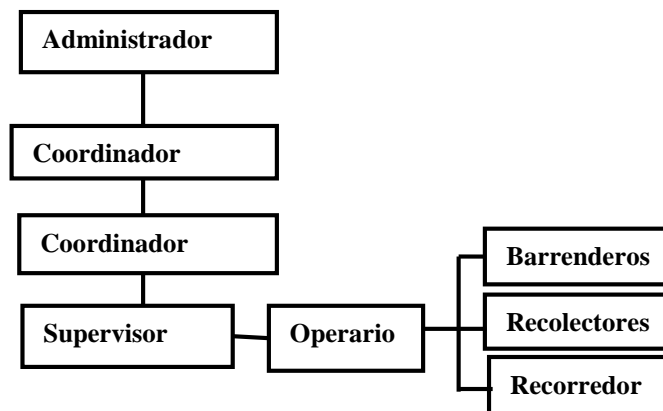 Administrador
Coordinador
Coordinador
Supervisor
Operario
Barrenderos
Recolectores
Recorredor